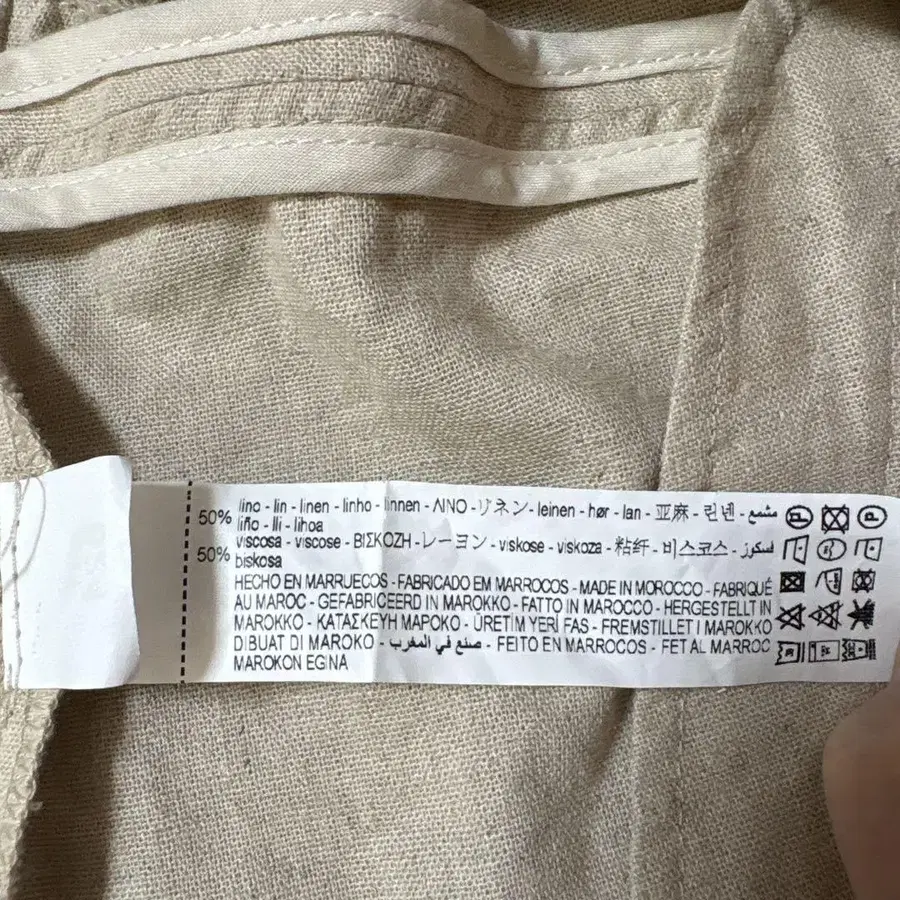 50% lino - lin - linen - linho - linnen - ΛΙΝΟ - リネン - leinen - hør - lan - 亚麻 - 린넨 - مشمع
liño - lli - lihoa
50% viscosa - viscose - ΒΙΣΚΟΖΗ - レーヨン - viskose - viskoza - 粘纤 - 비스코스 - فسكوز
biskosa
HECHO EN MARRUECOS - FABRICADO EM MARROCOS - MADE IN MOROCCO - FABRIQUÉ
AU MAROC - GEFABRICEERD IN MAROKKO - FATTO IN MAROCCO - HERGESTELLT IN
MAROKKO - ΚΑΤΑΣΚΕΥΗ ΜΑΡΟΚΟ - ÜRETİM YERİ FAS - FREMSTILLET I MAROKKO
DIBUAT DI MAROKO - صنع في المغرب - FEITO EN MARROCOS - FET AL MARROC
MAROKON EGINA